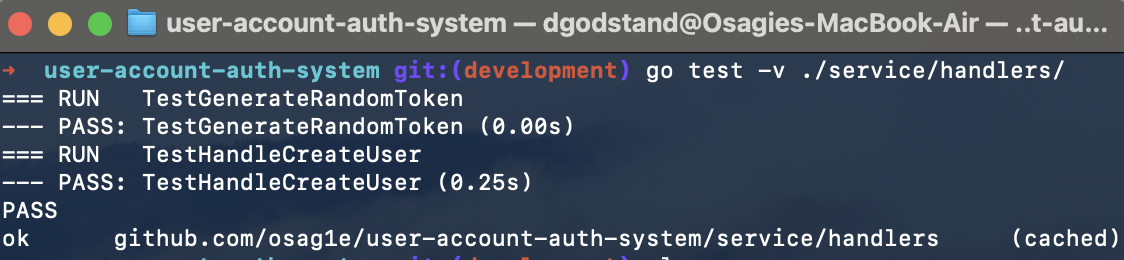 user-account-auth-system — dgodstand@Osagies-MacBook-Air — ..t-au...
→ user-account-auth-system git:(development) go test -v ./service/handlers/
=== RUN   TestGenerateRandomToken
--- PASS: TestGenerateRandomToken (0.00s)
=== RUN   TestHandleCreateUser
--- PASS: TestHandleCreateUser (0.25s)
PASS
ok      github.com/osag1e/user-account-auth-system/service/handlers     (cached)